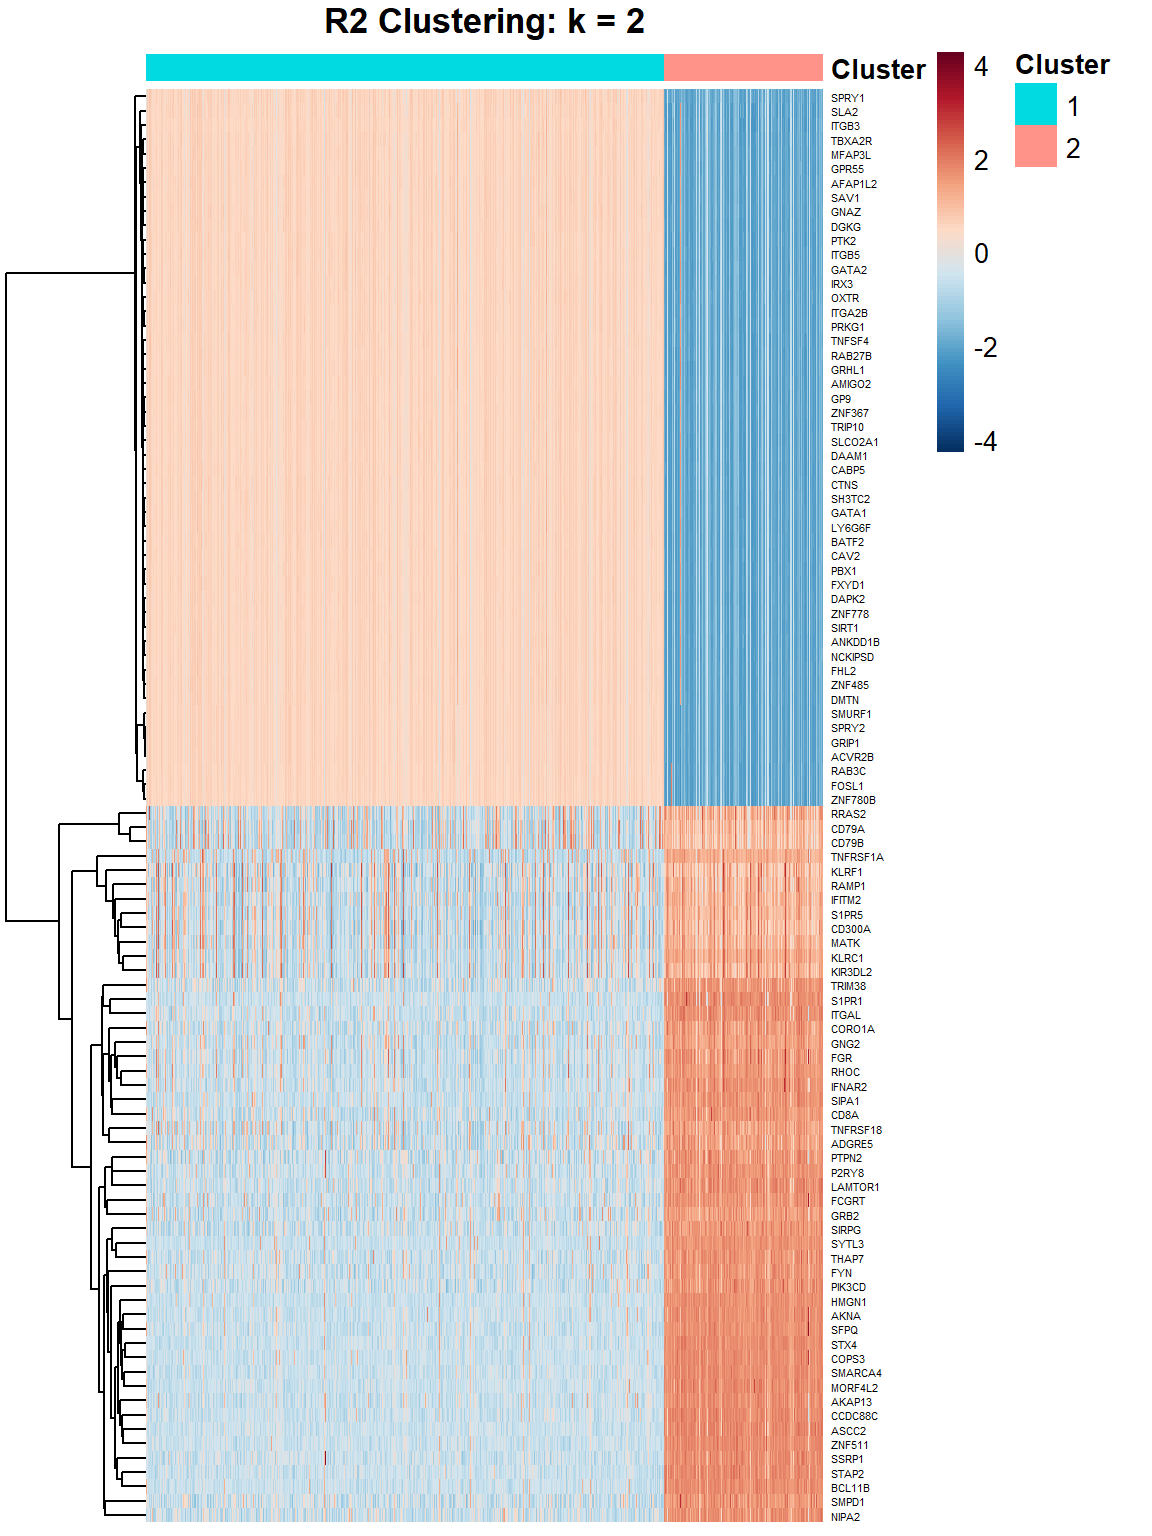 R2 Clustering: k = 2
Cluster
4
2
0
-2
-4
Cluster
1
2
SPRY1
SLA2
ITGB3
TBXA2R
MFAP3L
GPR55
AFAP1L2
SAV1
GNAZ
DGKG
PTK2
ITGB5
GATA2
IRX3
OXTR
ITGA2B
PRKG1
TNFSF4
RAB27B
GRHL1
AMIGO2
GP9
ZNF367
TRIP10
SLCO2A1
DAAM1
CABP5
CTNS
SH3TC2
GATA1
LY6G6F
BATF2
CAV2
PBX1
FXYD1
DAPK2
ZNF778
SIRT1
ANKDD1B
NCKIPSD
FHL2
ZNF485
DMTN
SMURF1
SPRY2
GRIP1
ACVR2B
RAB3C
FOSL1
ZNF780B
RRAS2
CD79A
CD79B
TNFRSF1A
KLRF1
RAMP1
IFITM2
S1PR5
CD300A
MATK
KLRC1
KIR3DL2
TRIM38
S1PR1
ITGAL
CORO1A
GNG2
FGR
RHOC
IFNAR2
SIPA1
CD8A
TNFRSF18
ADGRE5
PTPN2
P2RY8
LAMTOR1
FCGRT
GRB2
SIRPG
SYTL3
THAP7
FYN
PIK3CD
HMGN1
AKNA
SFPQ
STX4
COPS3
SMARCA4
MORF4L2
AKAP13
CCDC88C
ASCC2
ZNF511
SSRP1
STAP2
BCL11B
SMPD1
NIPA2